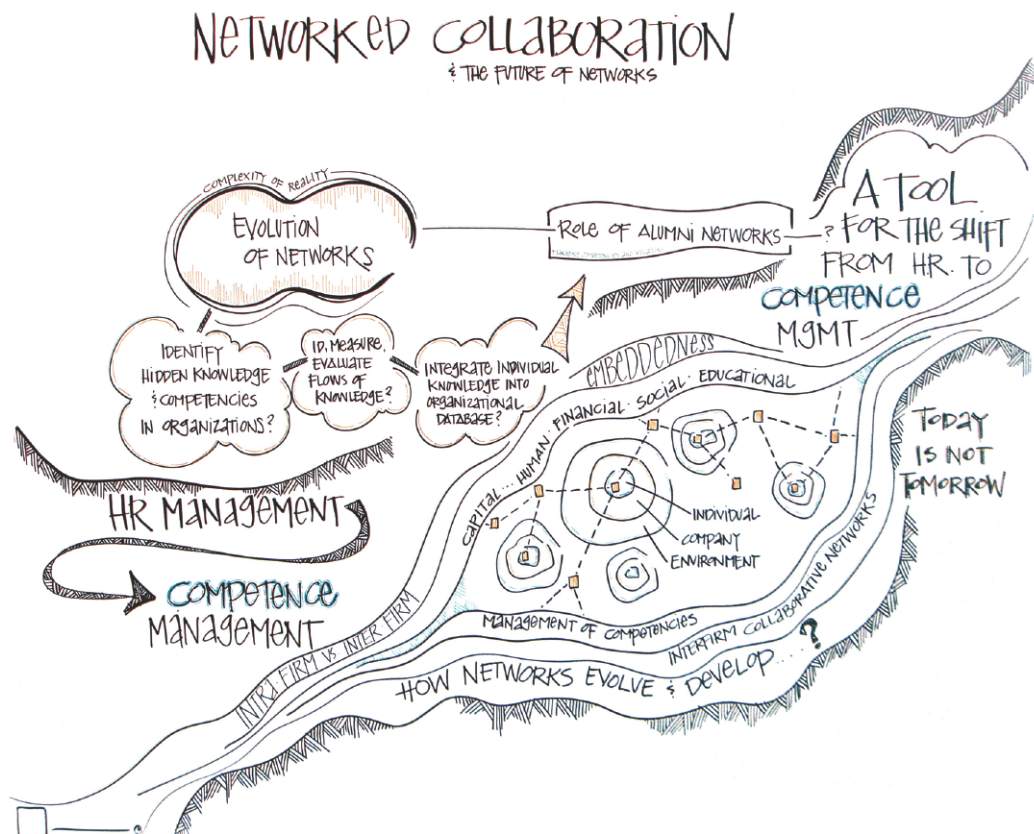 NETWORKED COLLABORATION
& THE FUTURE OF NETWORKS
COMPLEXITY OF REALITY
EVOLUTION
OF NETWORKS
ROLE OF ALUMNI NETWORKS
A TOOL
? FOR THE SHIFT
FROM H.R. TO
COMPETENCE
MGMT
IDENTIFY
HIDDEN KNOWLEDGE
& COMPETENCIES
IN ORGANIZATIONS?
ID, MEASURE,
EVALUATE
FLOWS OF
KNOWLEDGE?
INTEGRATE INDIVIDUAL
KNOWLEDGE INTO
ORGANIZATIONAL
DATABASE?
HR MANAGEMENT
COMPETENCE
MANAGEMENT
EMBEDDEDNESS
CAPITAL... HUMAN · FINANCIAL · SOCIAL · EDUCATIONAL
INDIVIDUAL
COMPANY
ENVIRONMENT
TODAY
IS NOT
TOMORROW
MANAGEMENT OF COMPETENCIES
INTERFIRM COLLABORATIVE NETWORKS
INTRA FIRM VS INTER FIRM
HOW NETWORKS EVOLVE & DEVELOP....?